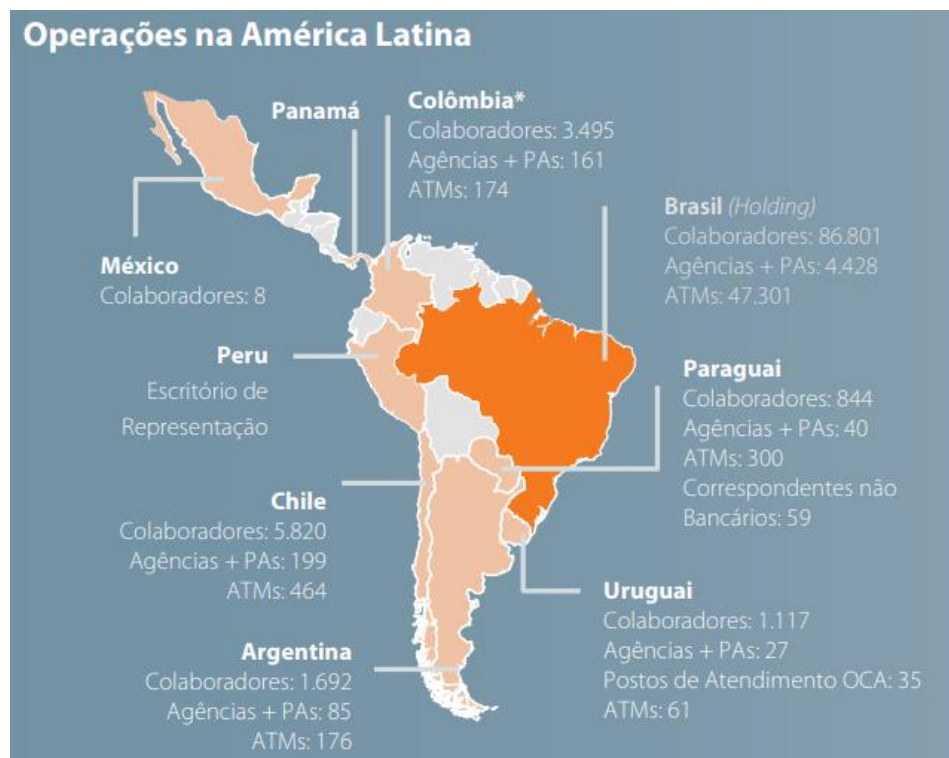 Operações na América Latina
Panamá
Colômbia*
Colaboradores: 3.495
Agências + PAs: 161
ATMs: 174
Brasil (Holding)
Colaboradores: 86.801
Agências + PAs: 4.428
ATMs: 47.301
México
Colaboradores: 8
Peru
Escritório de
Representação
Paraguai
Colaboradores: 844
Agências + PAs: 40
ATMs: 300
Correspondentes não
Bancários: 59
Chile
Colaboradores: 5.820
Agências + PAs: 199
ATMs: 464
Uruguai
Colaboradores: 1.117
Agências + PAs: 27
Postos de Atendimento OCA: 35
ATMs: 61
Argentina
Colaboradores: 1.692
Agências + PAs: 85
ATMs: 176